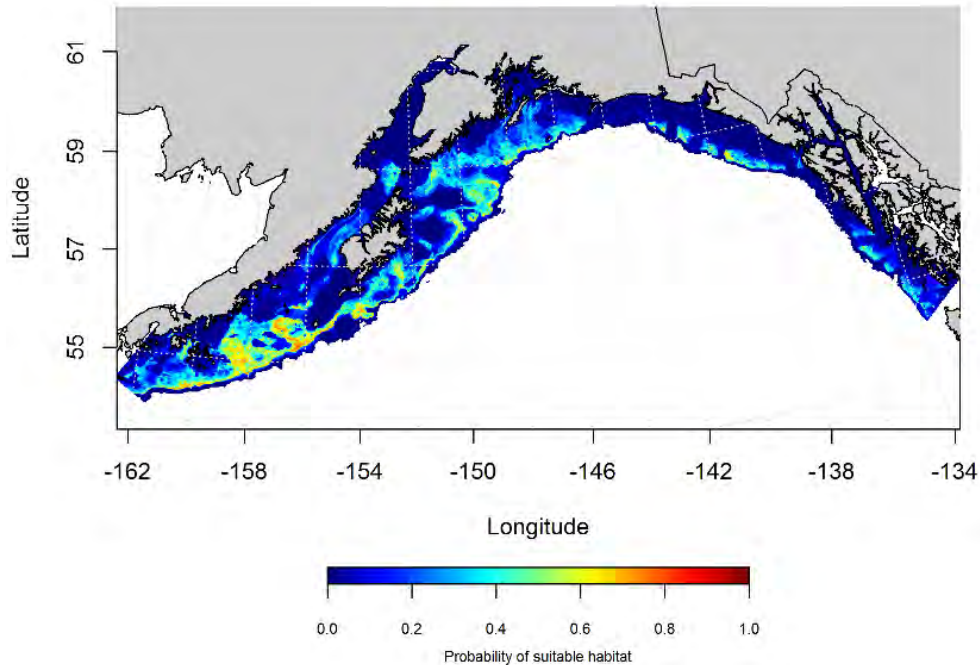 61
59
57
55
Latitude
-162 -158 -154 -150 -146 -142 -138 -134
Longitude
0.0 0.2 0.4 0.6 0.8 1.0
Probability of suitable habitat